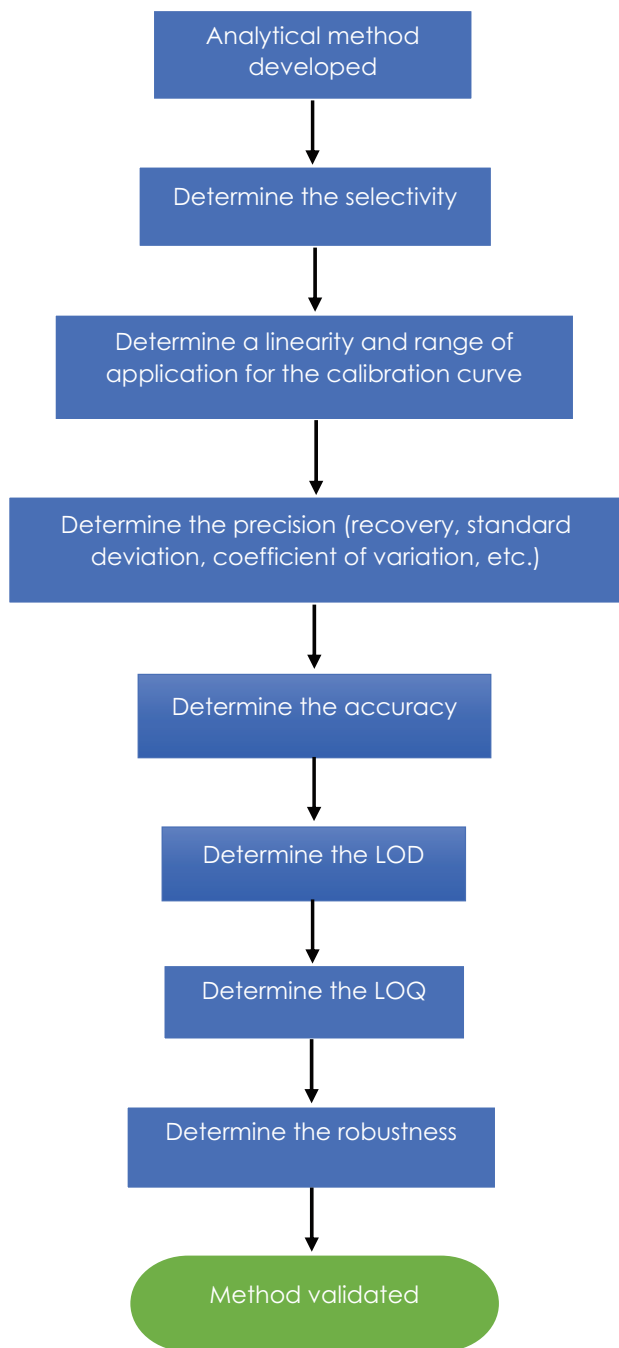 Analytical method
developed
Determine the selectivity
Determine a linearity and range of
application for the calibration curve
Determine the precision (recovery, standard
deviation, coefficient of variation, etc.)
Determine the accuracy
Determine the LOD
Determine the LOQ
Determine the robustness
Method validated